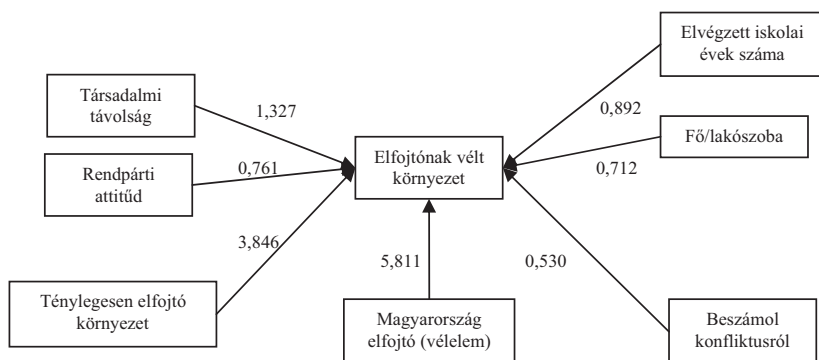 Elvégzett iskolai
évek száma
Társadalmi
távolság
1,327
0,892
Elfojtónak vélt
környezet
Fő/lakószoba
Rendpárti
attitűd
0,761
0,712
3,846
5,811
0,530
Ténylegesen elfojtó
környezet
Magyarország
elfojtó (vélelem)
Beszámol
konfliktusról